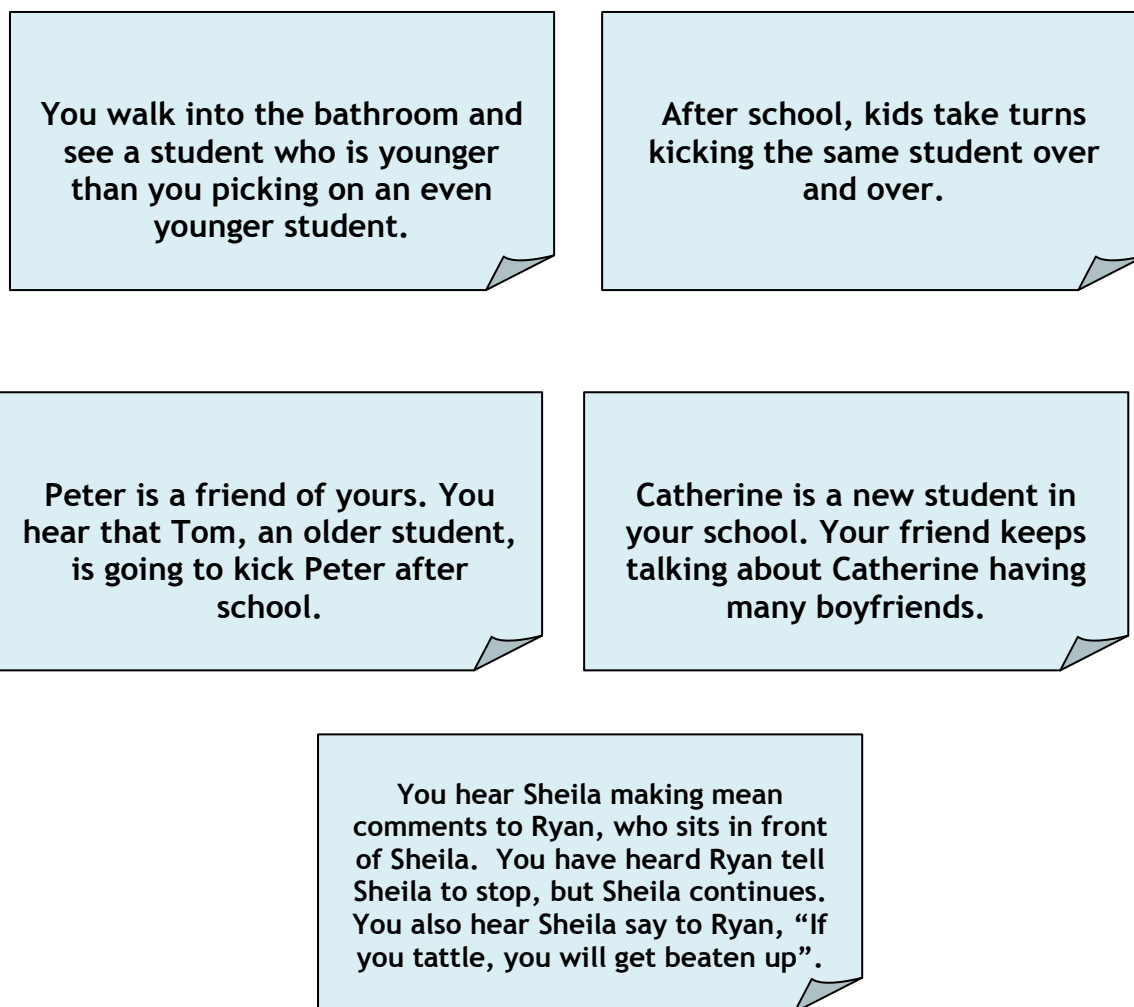 You walk into the bathroom and
see a student who is younger
than you picking on an even
younger student.
After school, kids take turns
kicking the same student over
and over.
Peter is a friend of yours. You
hear that Tom, an older student,
is going to kick Peter after
school.
Catherine is a new student in
your school. Your friend keeps
talking about Catherine having
many boyfriends.
You hear Sheila making mean
comments to Ryan, who sits in front
of Sheila.  You have heard Ryan tell
Sheila to stop, but Sheila continues.
You also hear Sheila say to Ryan, “If
you tattle, you will get beaten up”.